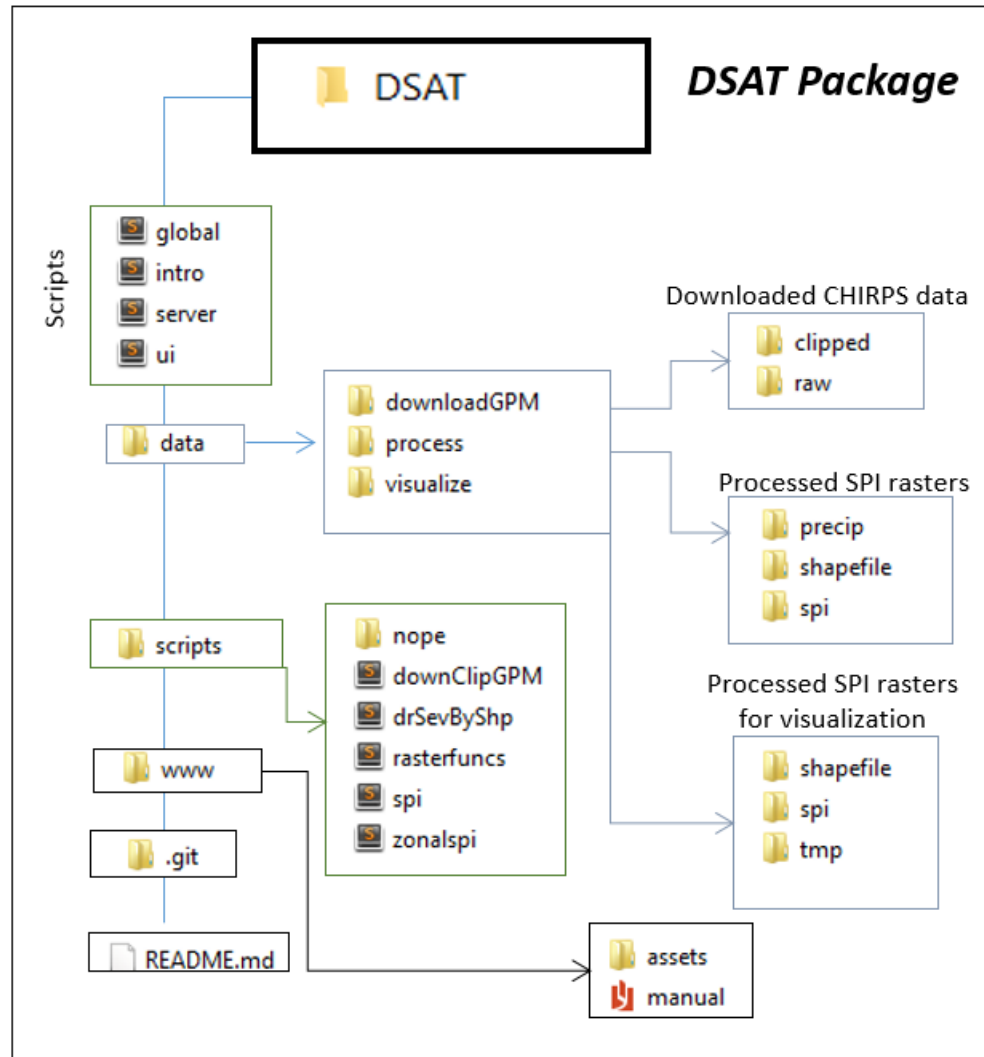 DSAT
DSAT Package
Scripts
global
intro
server
ui
data
downloadGPM
process
visualize
Downloaded CHIRPS data
clipped
raw
Processed SPI rasters
precip
shapefile
spi
scripts
nope
downClipGPM
drSevByShp
rasterfuncs
spi
zonalspi
Processed SPI rasters
for visualization
shapefile
spi
tmp
www
.git
README.md
assets
manual